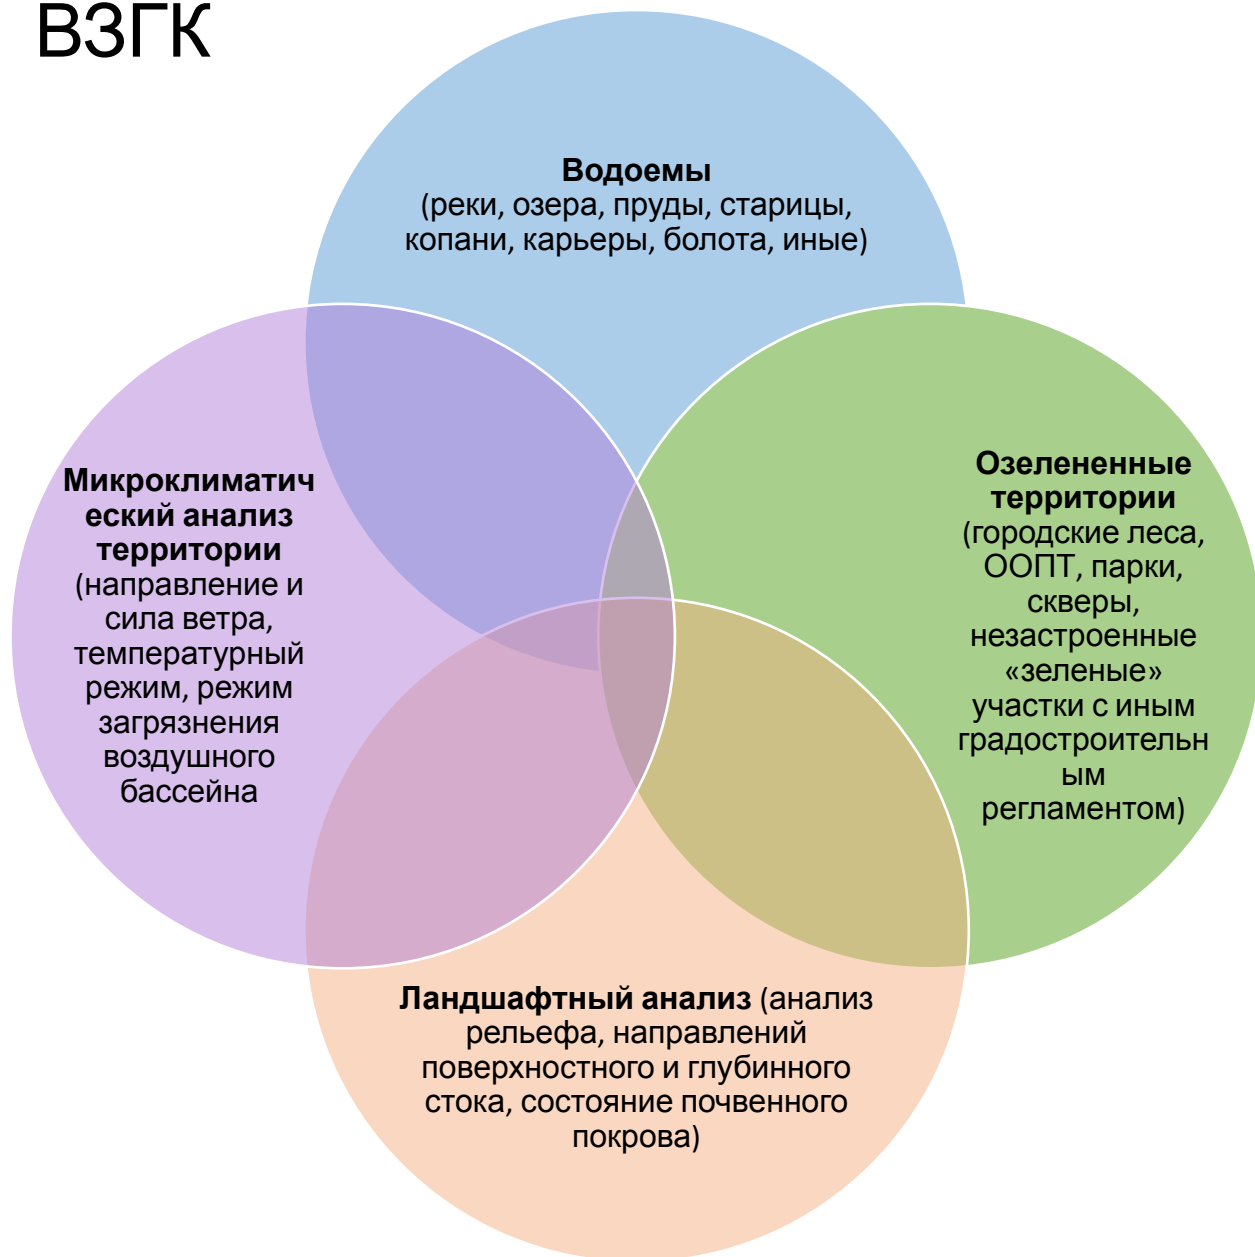 ВЗГК
Водоемы
(реки, озера, пруды, старицы,
копани, карьеры, болота, иные)
Микроклиматич
еский анализ
территории
(направление и
сила ветра,
температурный
режим, режим
загрязнения
воздушного
бассейна
Озелененные
территории
(городские леса,
ООПТ, парки,
скверы,
незастроенные
«зеленые»
участки с иным
градостроительн
ым
регламентом)
Ландшафтный анализ (анализ
рельефа, направлений
поверхностного и глубинного
стока, состояние почвенного
покрова)